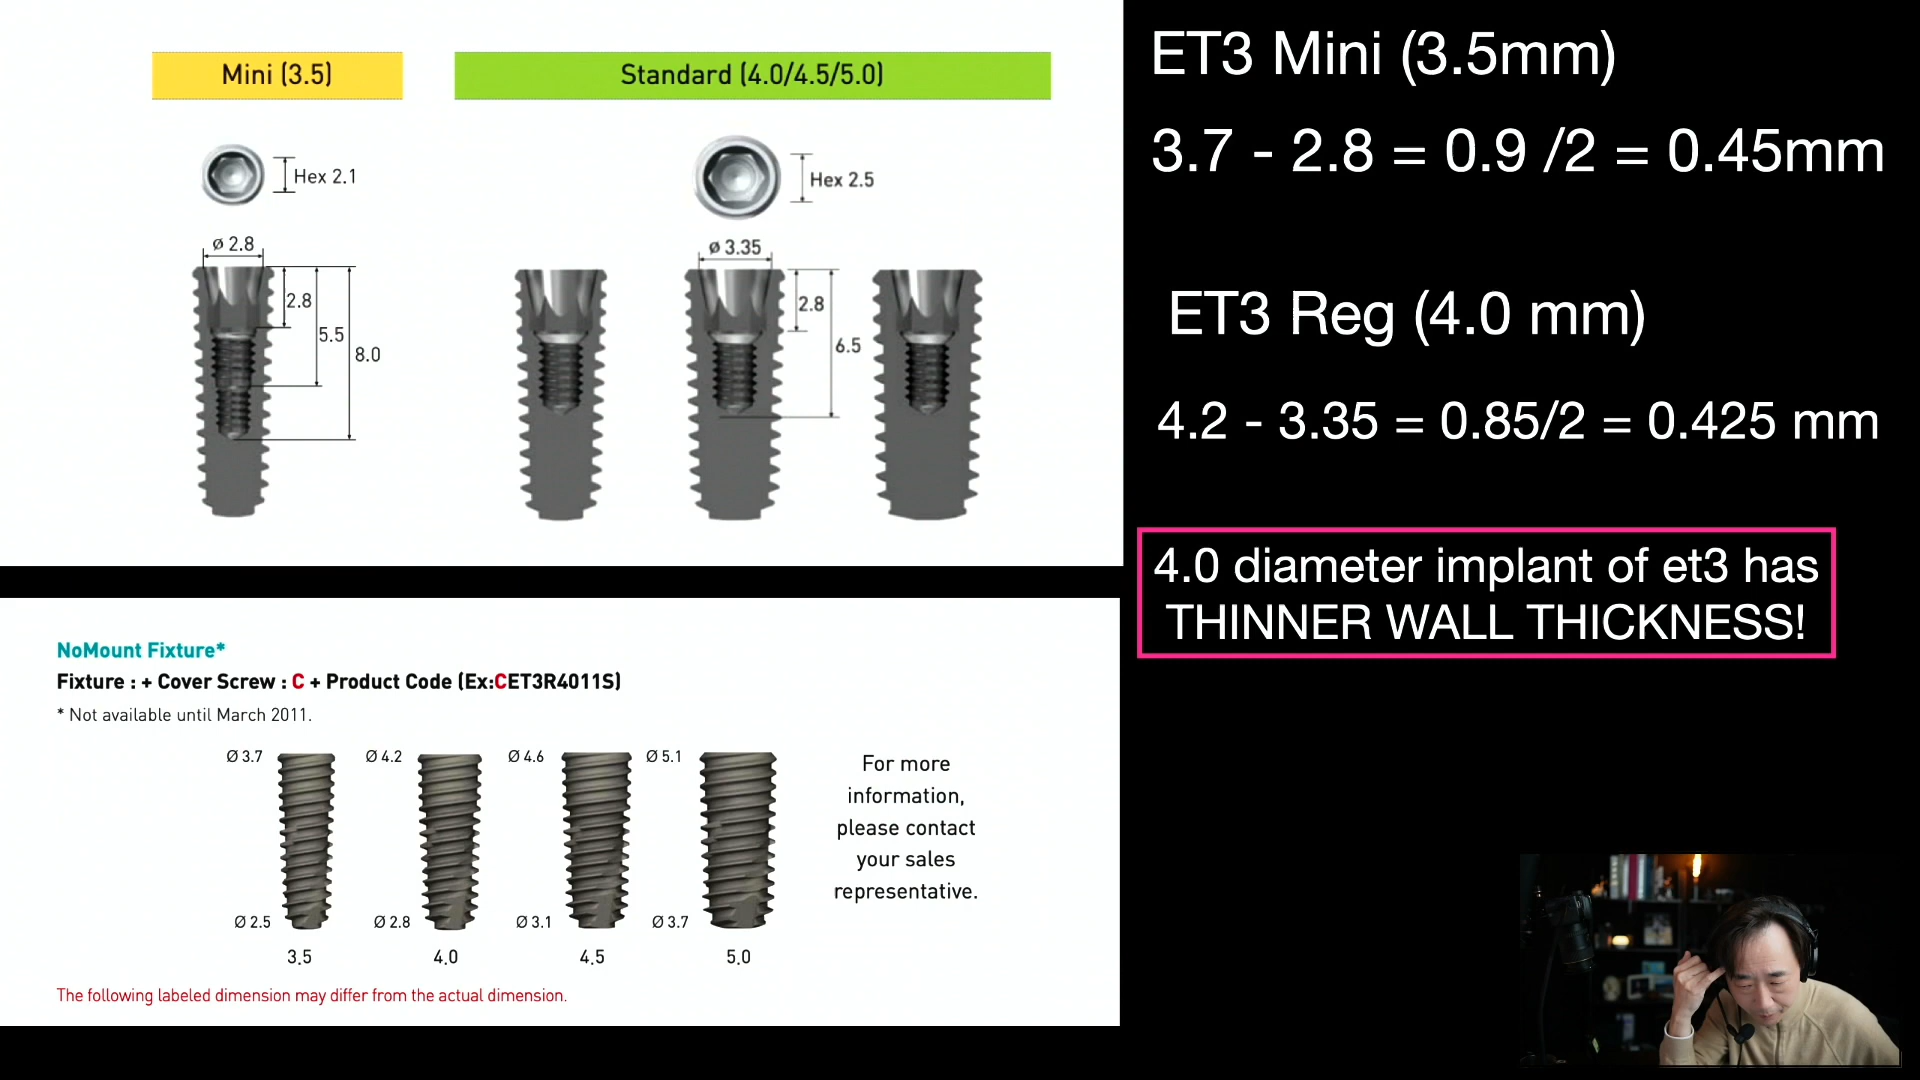 Mini (3.5)
Standard (4.0/4.5/5.0)
Hex 2.1
Hex 2.5
Ø 2.8
Ø 3.35
2.8
5.5
8.0
2.8
6.5
NoMount Fixture*
Fixture : + Cover Screw : C + Product Code (Ex:CET3R4011S)
* Not available until March 2011.
Ø 3.7
Ø 4.2
Ø 4.6
Ø 5.1
Ø 2.5
Ø 2.8
Ø 3.1
Ø 3.7
3.5
4.0
4.5
5.0
For more
information,
please contact
your sales
representative.
The following labeled dimension may differ from the actual dimension.
ET3 Mini (3.5mm)
3.7 - 2.8 = 0.9 /2 = 0.45mm
ET3 Reg (4.0 mm)
4.2 - 3.35 = 0.85/2 = 0.425 mm
4.0 diameter implant of et3 has
THINNER WALL THICKNESS!